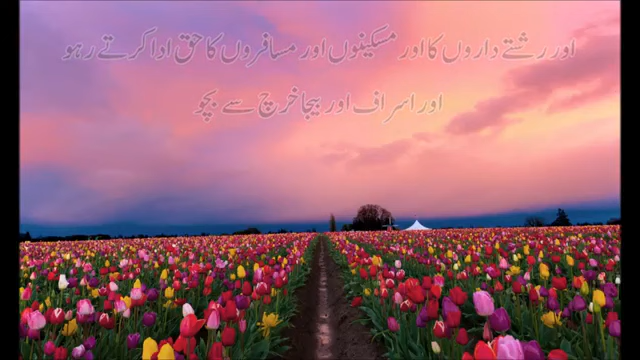 اور رشتے داروں کا اور مسکینوں اور مسافروں کا حق ادا کرتے رہو
اور اسراف اور بیجا خرچ سے بچو